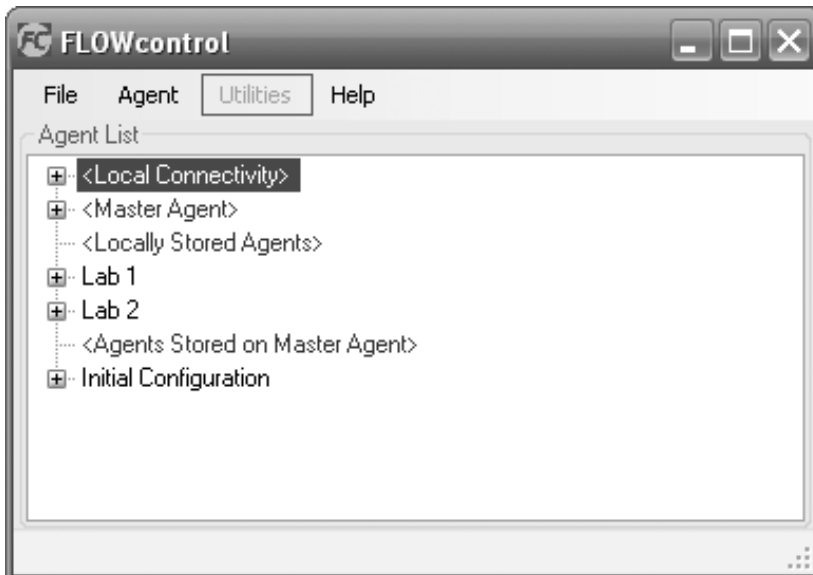 FC FLOWcontrol
File Agent Utilities Help
Agent List
<Local Connectivity>
<Master Agent>
<Locally Stored Agents>
Lab 1
Lab 2
<Agents Stored on Master Agent>
Initial Configuration